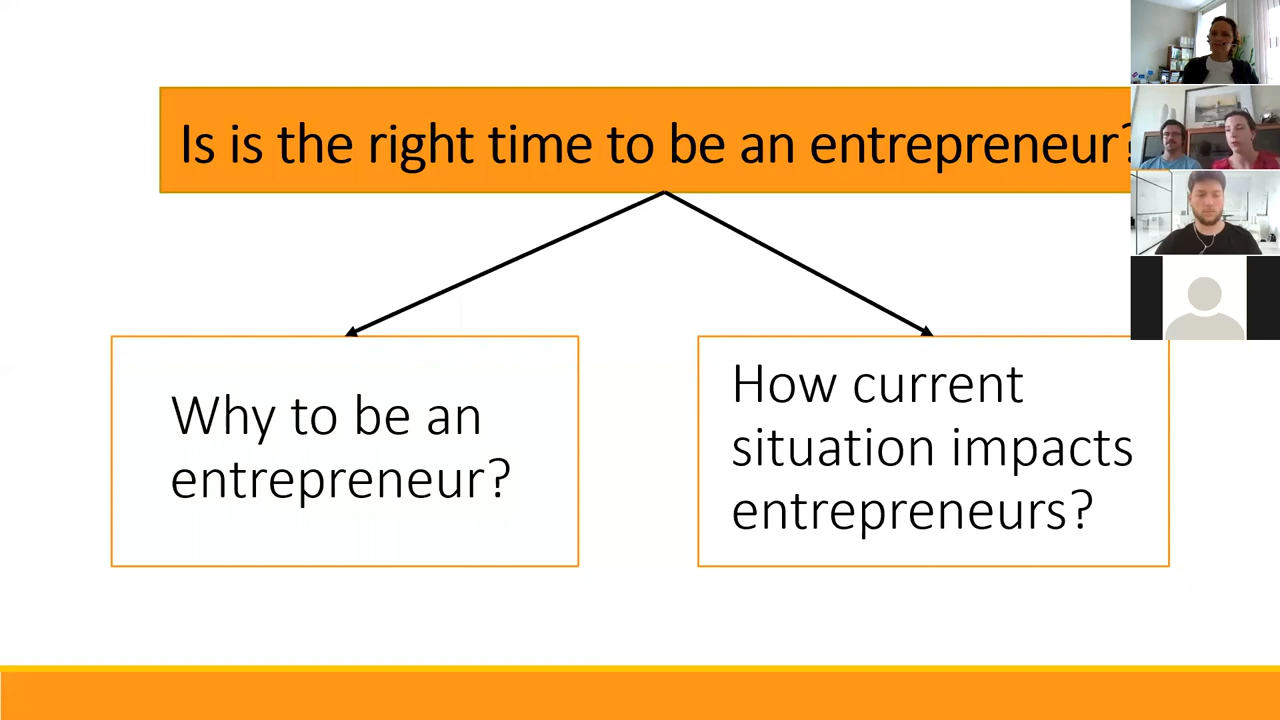 Is is the right time to be an entrepreneur?
Why to be an
entrepreneur?
How current
situation impacts
entrepreneurs?